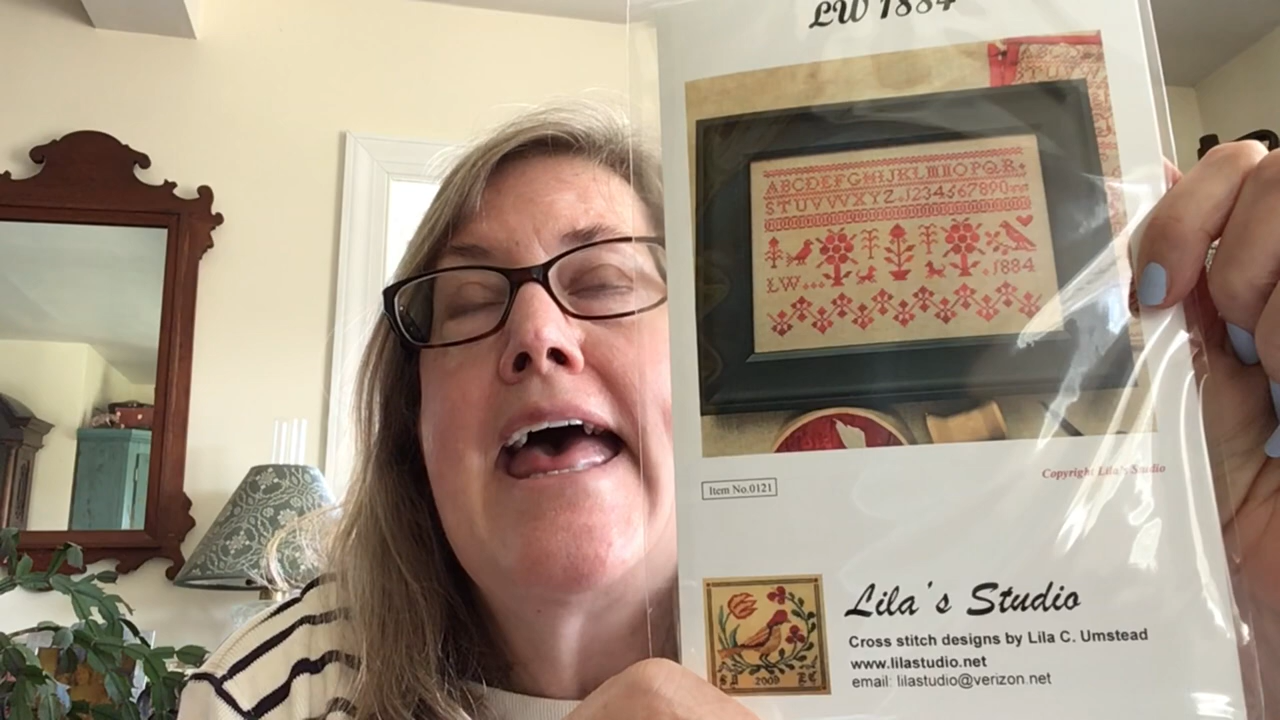 LW 1884
ABCDEFGHIJKLMNOPQR
STUVWXYZ.1234567890
LW...
.1884
Copyright Lila's Studio
Item No.0121
2009
Lila's Studio
Cross stitch designs by Lila C. Umstead
www.lilastudio.net
email: lilastudio@verizon.net